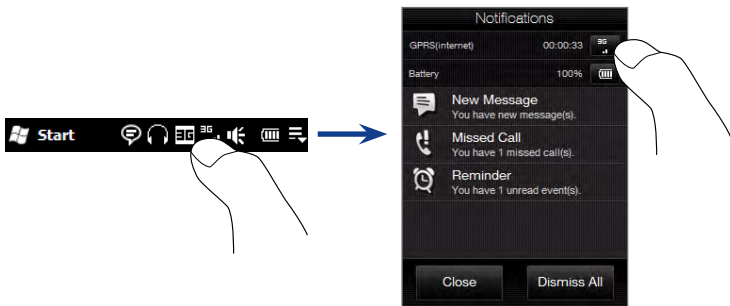 Start
3G
3G
Notifications
GPRS(internet) 00:00:33 3G
Battery 100%
New Message
You have new message(s).
Missed Call
You have 1 missed call(s).
Reminder
You have 1 unread event(s).
Close Dismiss All